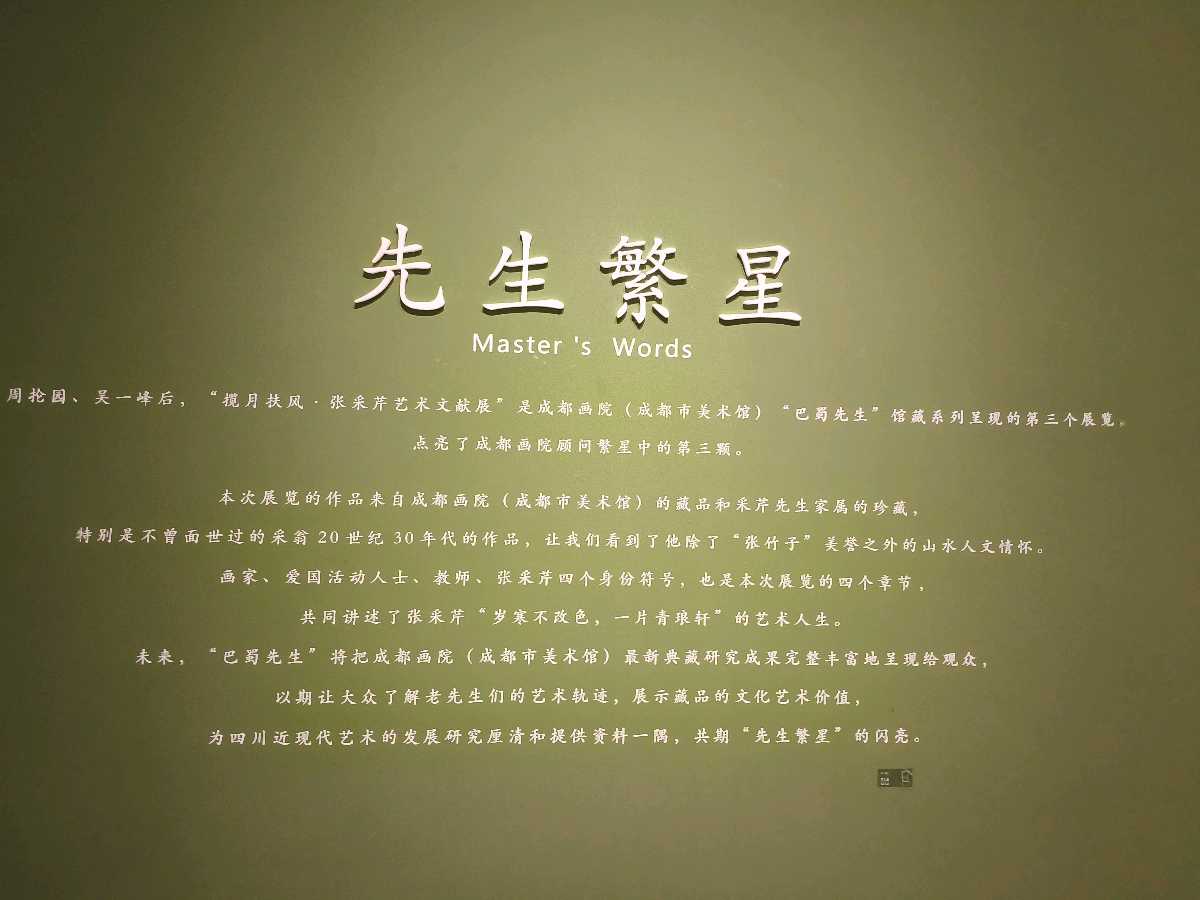 先生繁星
Master's Words
周抡园、吴一峰后，“揽月扶风·张采芹艺术文献展”是成都画院（成都市美术馆）“巴蜀先生”馆藏系列呈现的第三个展览。
点亮了成都画院顾问繁星中的第三颗。
本次展览的作品来自成都画院（成都市美术馆）的藏品和采芹先生家属的珍藏，
特别是不曾面世过的采翁20世纪30年代的作品，让我们看到了他除了“张竹子”美誉之外的山水人文情怀。
画家、爱国活动人士、教师、张采芹四个身份符号，也是本次展览的四个章节，
共同讲述了张采芹“岁寒不改色，一片青琅轩”的艺术人生。
未来，“巴蜀先生”将把成都画院（成都市美术馆）最新典藏研究成果完整丰富地呈现给观众，
以期让大众了解老先生们的艺术轨迹，展示藏品的文化艺术价值，
为四川近现代艺术的发展研究厘清和提供资料一隅，共期“先生繁星”的闪亮。